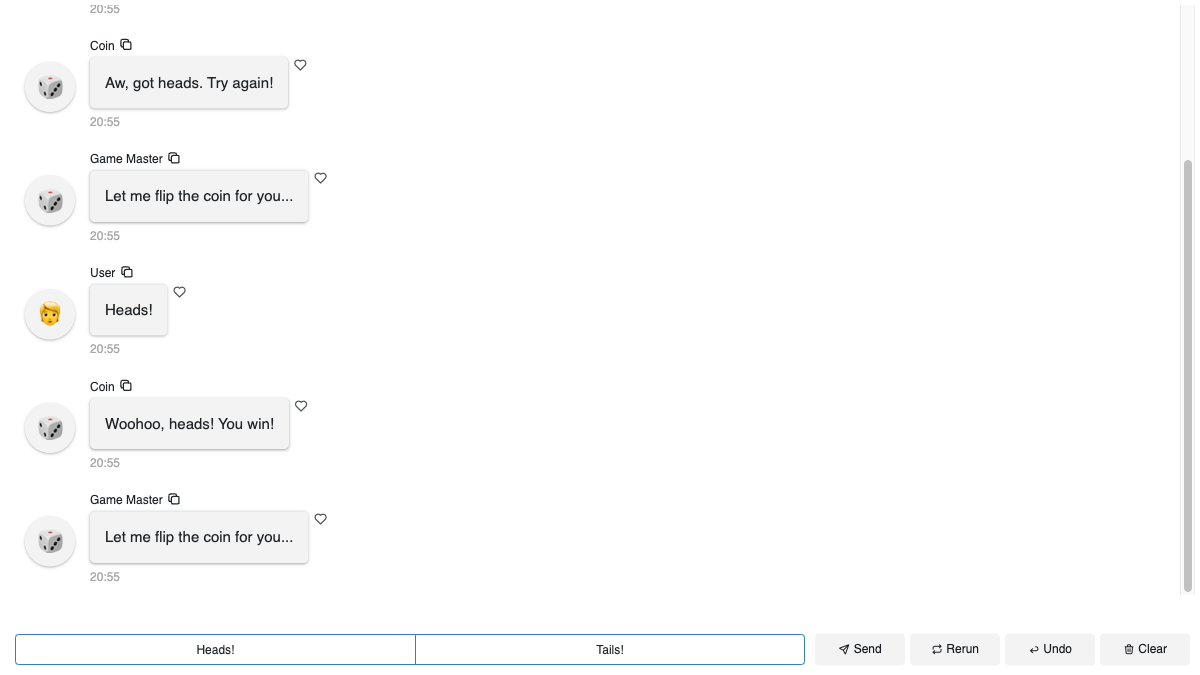 20:55
Coin
Aw, got heads. Try again!
20:55
Game Master
Let me flip the coin for you...
20:55
User
Heads!
20:55
Coin
Woohoo, heads! You win!
20:55
Game Master
Let me flip the coin for you...
20:55
Heads! Tails! Send Rerun Undo Clear